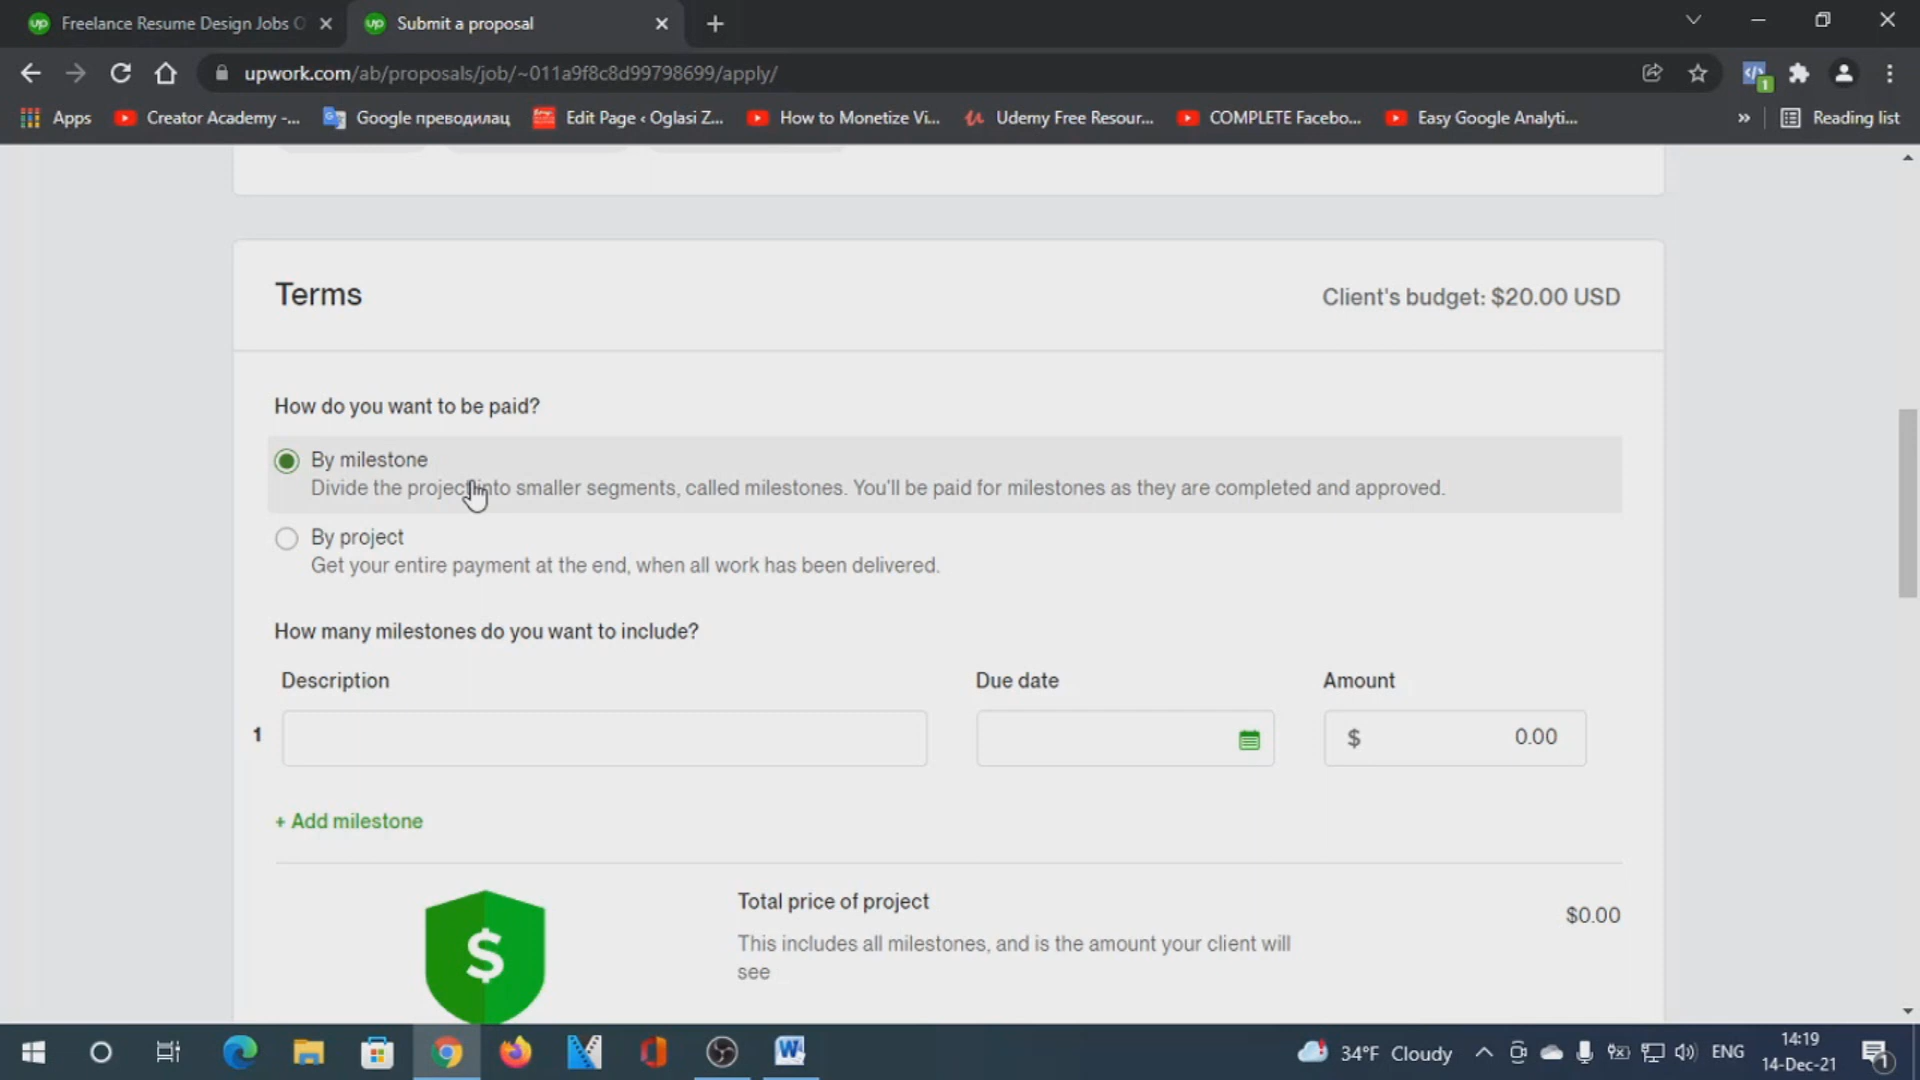 up Freelance Resume Design Jobs O
up Submit a proposal
upwork.com/ab/proposals/job/~011a9f8c8d99798699/apply/
1
Apps
Creator Academy -...
Google преводилац
Edit Page ‹ Oglasi Z...
How to Monetize Vi...
Udemy Free Resour...
COMPLETE Facebo...
Easy Google Analyti...
»
Reading list
Terms
Client's budget: $20.00 USD
How do you want to be paid?
By milestone
Divide the project into smaller segments, called milestones. You'll be paid for milestones as they are completed and approved.
By project
Get your entire payment at the end, when all work has been delivered.
How many milestones do you want to include?
Description Due date Amount
1 $ 0.00
+ Add milestone
Total price of project
$0.00
This includes all milestones, and is the amount your client will
see
$
W
34°F Cloudy
ENG
14:19
14-Dec-21
1